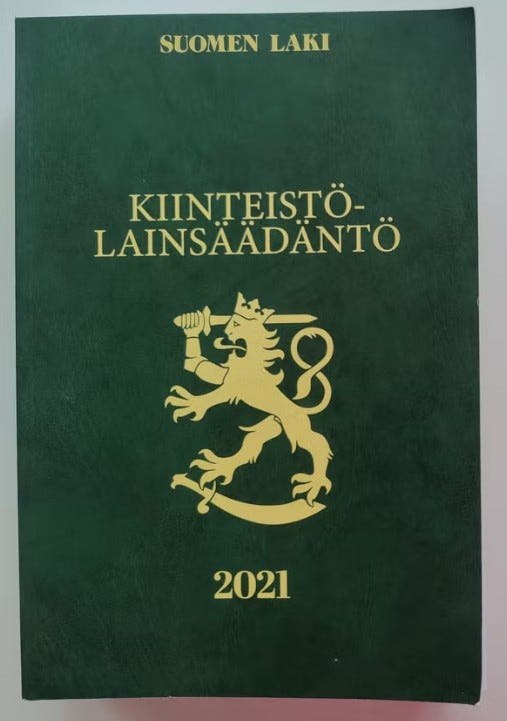 SUOMEN LAKI
KIINTEISTÖ-
LAINSÄÄDÄNTÖ
2021